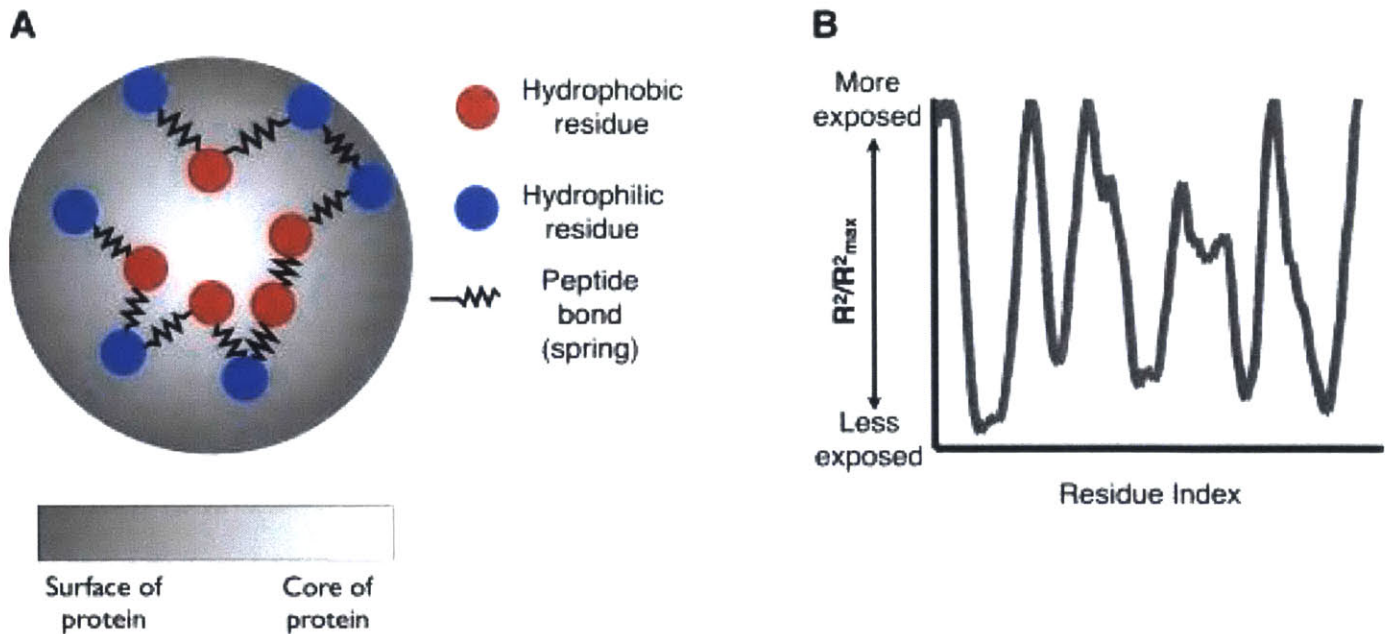 A
Hydrophobic
residue
Hydrophilic
residue
Peptide
bond
(spring)
Surface of
protein
Core of
protein
B
More
exposed
R²/R²max
Less
exposed
Residue Index